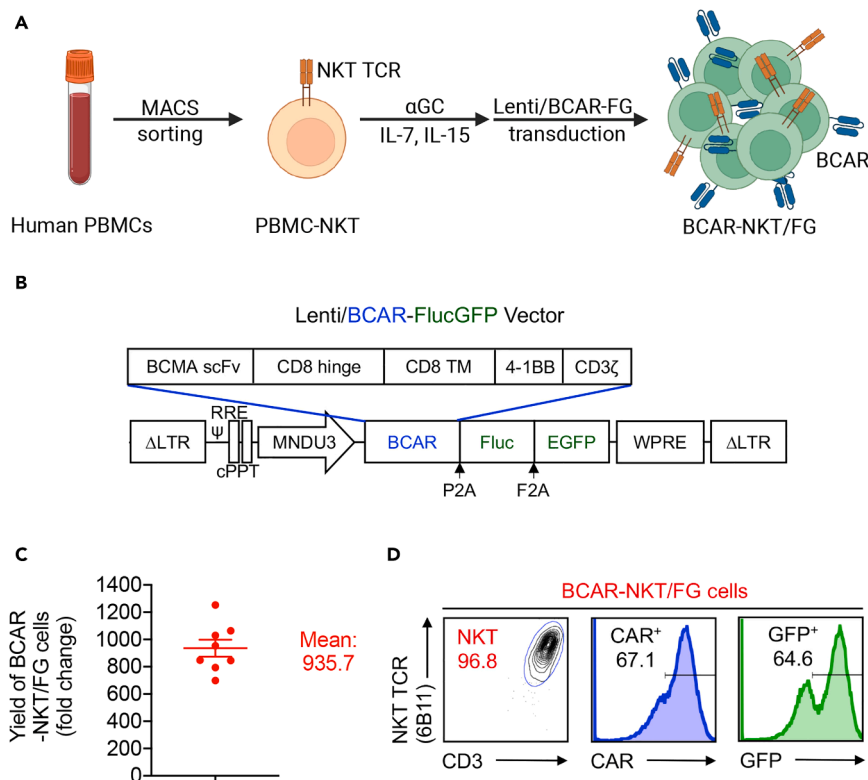 A
NKT TCR
MACS
sorting
αGC
IL-7, IL-15
Lenti/BCAR-FG
transduction
BCAR
Human PBMCs
PBMC-NKT
BCAR-NKT/FG
B
Lenti/BCAR-FlucGFP Vector
BCMA scFv CD8 hinge CD8 TM 4-1BB CD3ζ
RRE
ΔLTR ψ MNDU3 BCAR Fluc EGFP WPRE ΔLTR
cPPT
P2A F2A
C
Yield of BCAR
-NKT/FG cells
(fold change)
1400
1200
1000
800
600
400
200
0
Mean:
935.7
D
BCAR-NKT/FG cells
NKT TCR
(6B11)
NKT
96.8
CAR+
67.1
GFP+
64.6
CD3
CAR
GFP